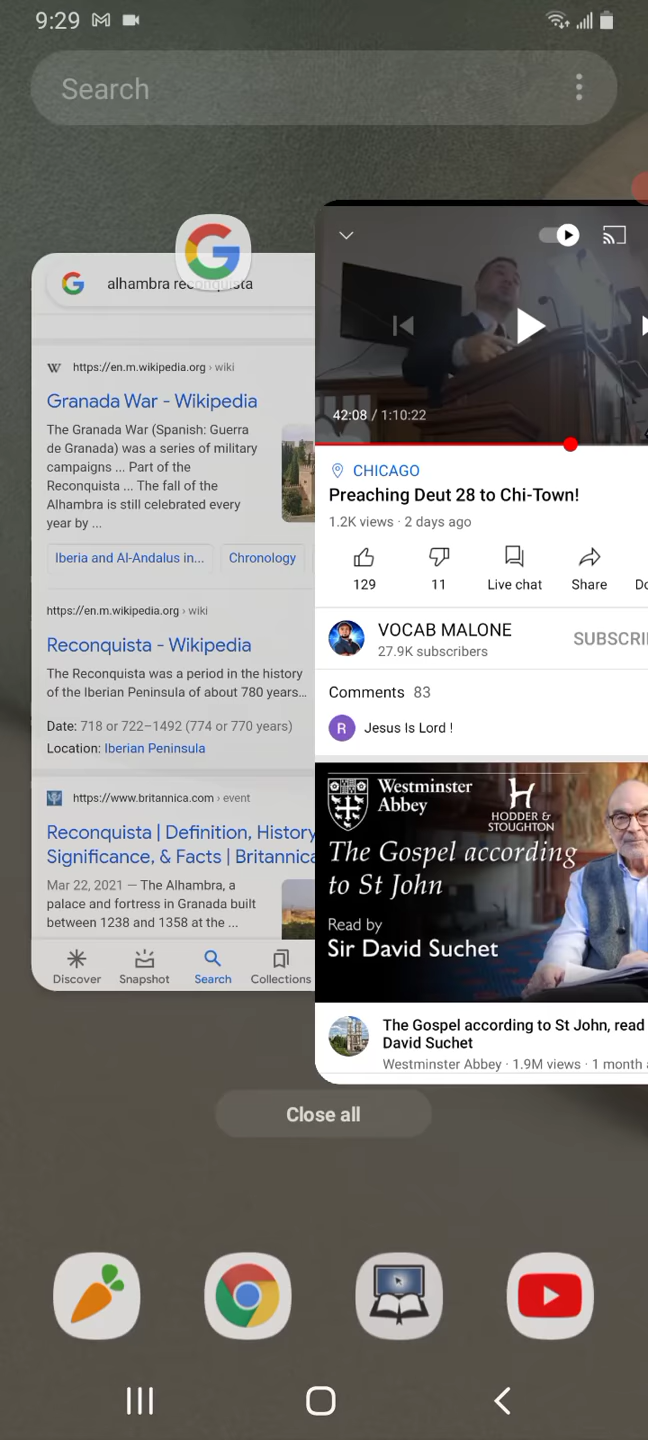 9:29
Search
alhambra reconquista
https://en.m.wikipedia.org › wiki
Granada War - Wikipedia
The Granada War (Spanish: Guerra
de Granada) was a series of military
campaigns ... Part of the
Reconquista ... The fall of the
Alhambra is still celebrated every
year by ...
Iberia and Al-Andalus in...
Chronology
https://en.m.wikipedia.org › wiki
Reconquista - Wikipedia
The Reconquista was a period in the history
of the Iberian Peninsula of about 780 years...
Date: 718 or 722–1492 (774 or 770 years)
Location: Iberian Peninsula
https://www.britannica.com › event
Reconquista | Definition, History
Significance, & Facts | Britannica
Mar 22, 2021 — The Alhambra, a
palace and fortress in Granada built
between 1238 and 1358 at the ...
Discover
Snapshot
Search
Collections
42:08 / 1:10:22
CHICAGO
Preaching Deut 28 to Chi-Town!
1.2K views · 2 days ago
129
11
Live chat
Share
Do
VOCAB MALONE
27.9K subscribers
SUBSCRI
Comments 83
R
Jesus Is Lord !
Westminster
Abbey
HODDER &
STOUGHTON
The Gospel according
to St John
Read by
Sir David Suchet
The Gospel according to St John, read
David Suchet
Westminster Abbey · 1.9M views · 1 month
Close all